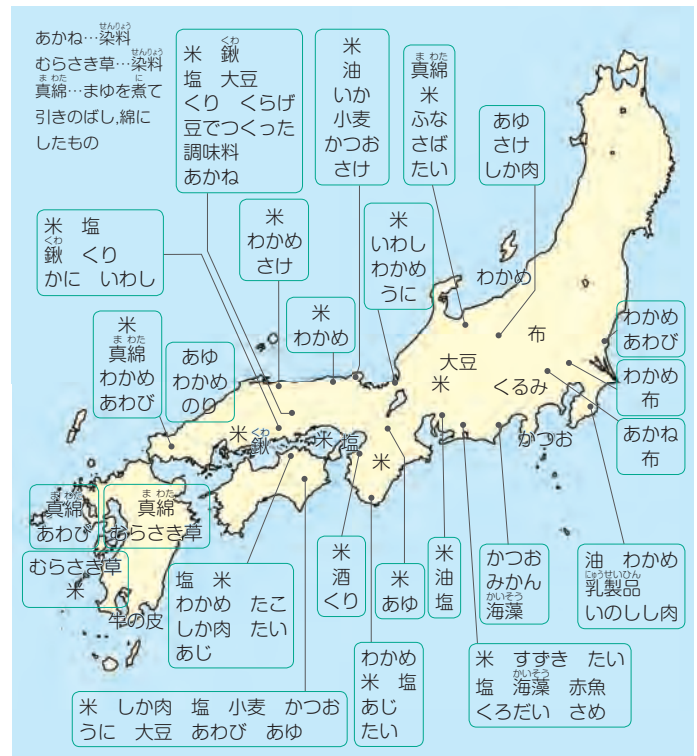 あかね…染料
むらさき草…染料
真綿…まゆを煮て
引きのばし,綿に
したもの
米 鍬
塩 大豆
くり くらげ
豆でつくった
調味料
あかね
米
油
いか
小麦
かつお
さけ
真綿
米
ふな
さば
たい
あゆ
さけ
しか肉
米 塩
鍬 くり
かに いわし
米
わかめ
さけ
米
いわし
わかめ
うに
わかめ
米
わかめ
米
真綿
わかめ
あわび
あゆ
わかめ
のり
布
大豆
米
くるみ
わかめ
あわび
わかめ
布
あかね
布
かつお
米 鍬
米 塩
米
真綿
あわび
真綿
むらさき草
むらさき草
米
牛の皮
塩 米
わかめ たこ
しか肉 たい
あじ
米
酒
くり
米
あゆ
米
油
塩
かつお
みかん
海藻
油 わかめ
乳製品
いのしし肉
わかめ
米 塩
あじ
たい
米 すずき たい
塩 海藻 赤魚
くろだい さめ
米 しか肉 塩 小麦 かつお
うに 大豆 あわび あゆ